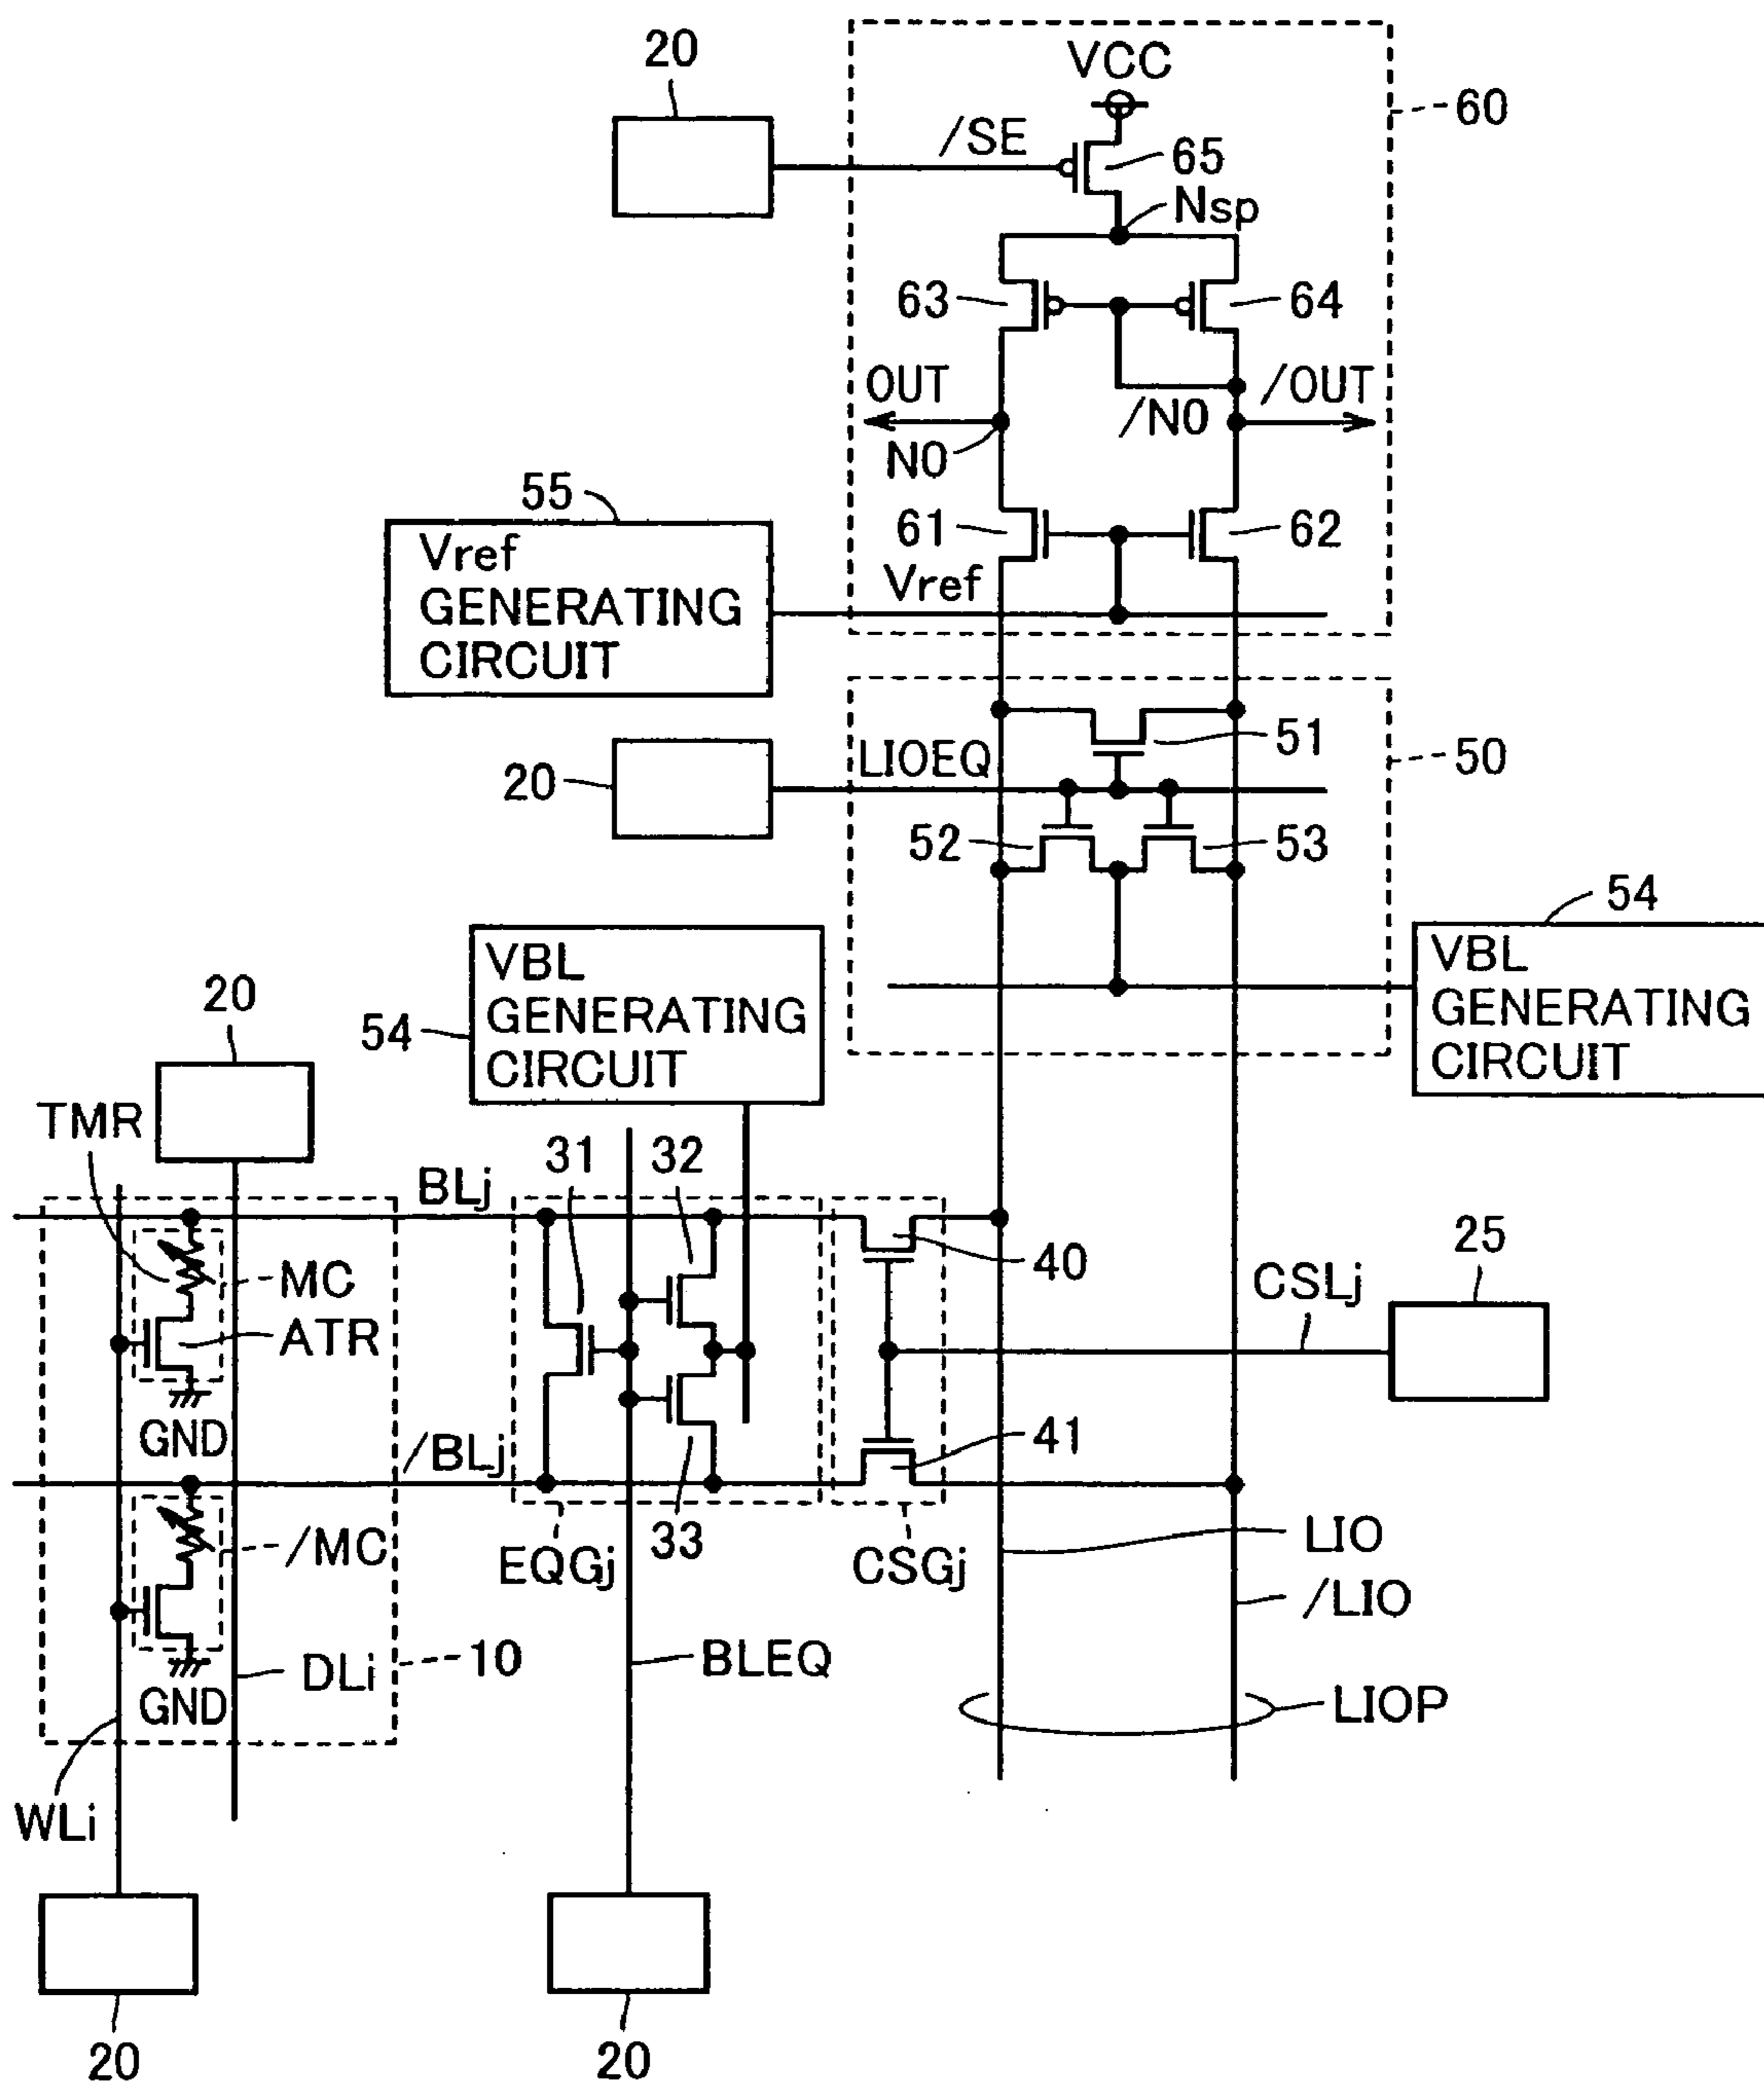 20
VCC
60
/SE
65
Nsp
63
64
OUT
/OUT
/N0
N0
55
Vref
GENERATING
CIRCUIT
61
62
Vref
51
LIOEQ
50
20
52
53
54
VBL
GENERATING
CIRCUIT
VBL
GENERATING
CIRCUIT
54
20
TMR
31
32
BLj
MC
40
25
CSLj
ATR
GND
/BLj
41
/MC
33
EQGj
CSGj
LIO
/LIO
10
DLi
BLEQ
GND
LIOP
WLi
20
20